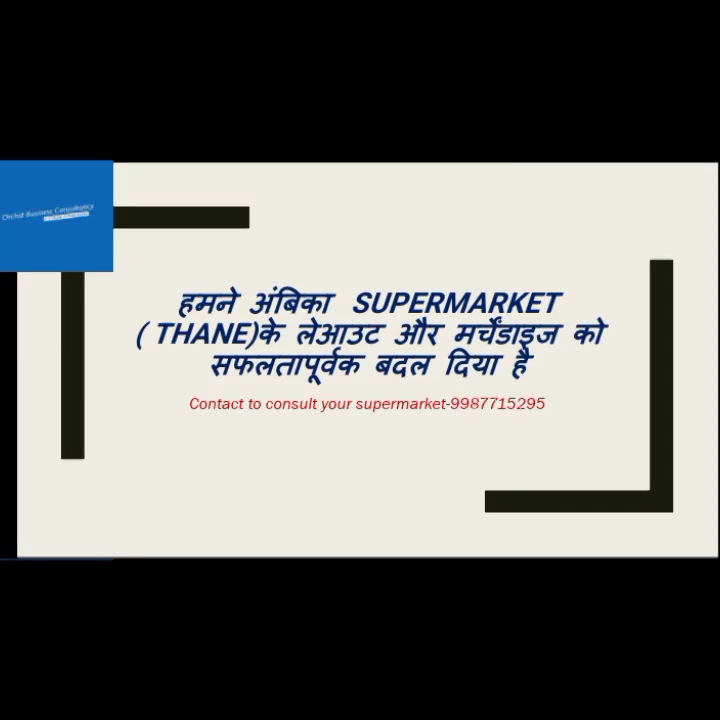 Orchid Business Consultancy
हमने अंबिका SUPERMARKET
( THANE)के लेआउट और मर्चेंडाइज को
सफलतापूर्वक बदल दिया है
Contact to consult your supermarket-9987715295